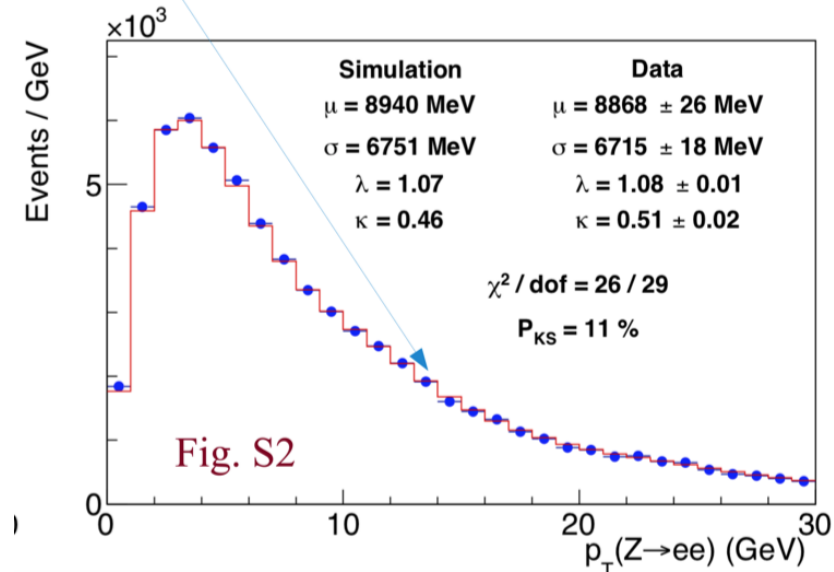 ×10³
Events / GeV
Simulation
μ = 8940 MeV
σ = 6751 MeV
λ = 1.07
κ = 0.46
Data
μ = 8868 ± 26 MeV
σ = 6715 ± 18 MeV
λ = 1.08 ± 0.01
κ = 0.51 ± 0.02
χ² / dof = 26 / 29
P_KS = 11 %
Fig. S2
5
0
0
10
20
30
p_T(Z→ee) (GeV)